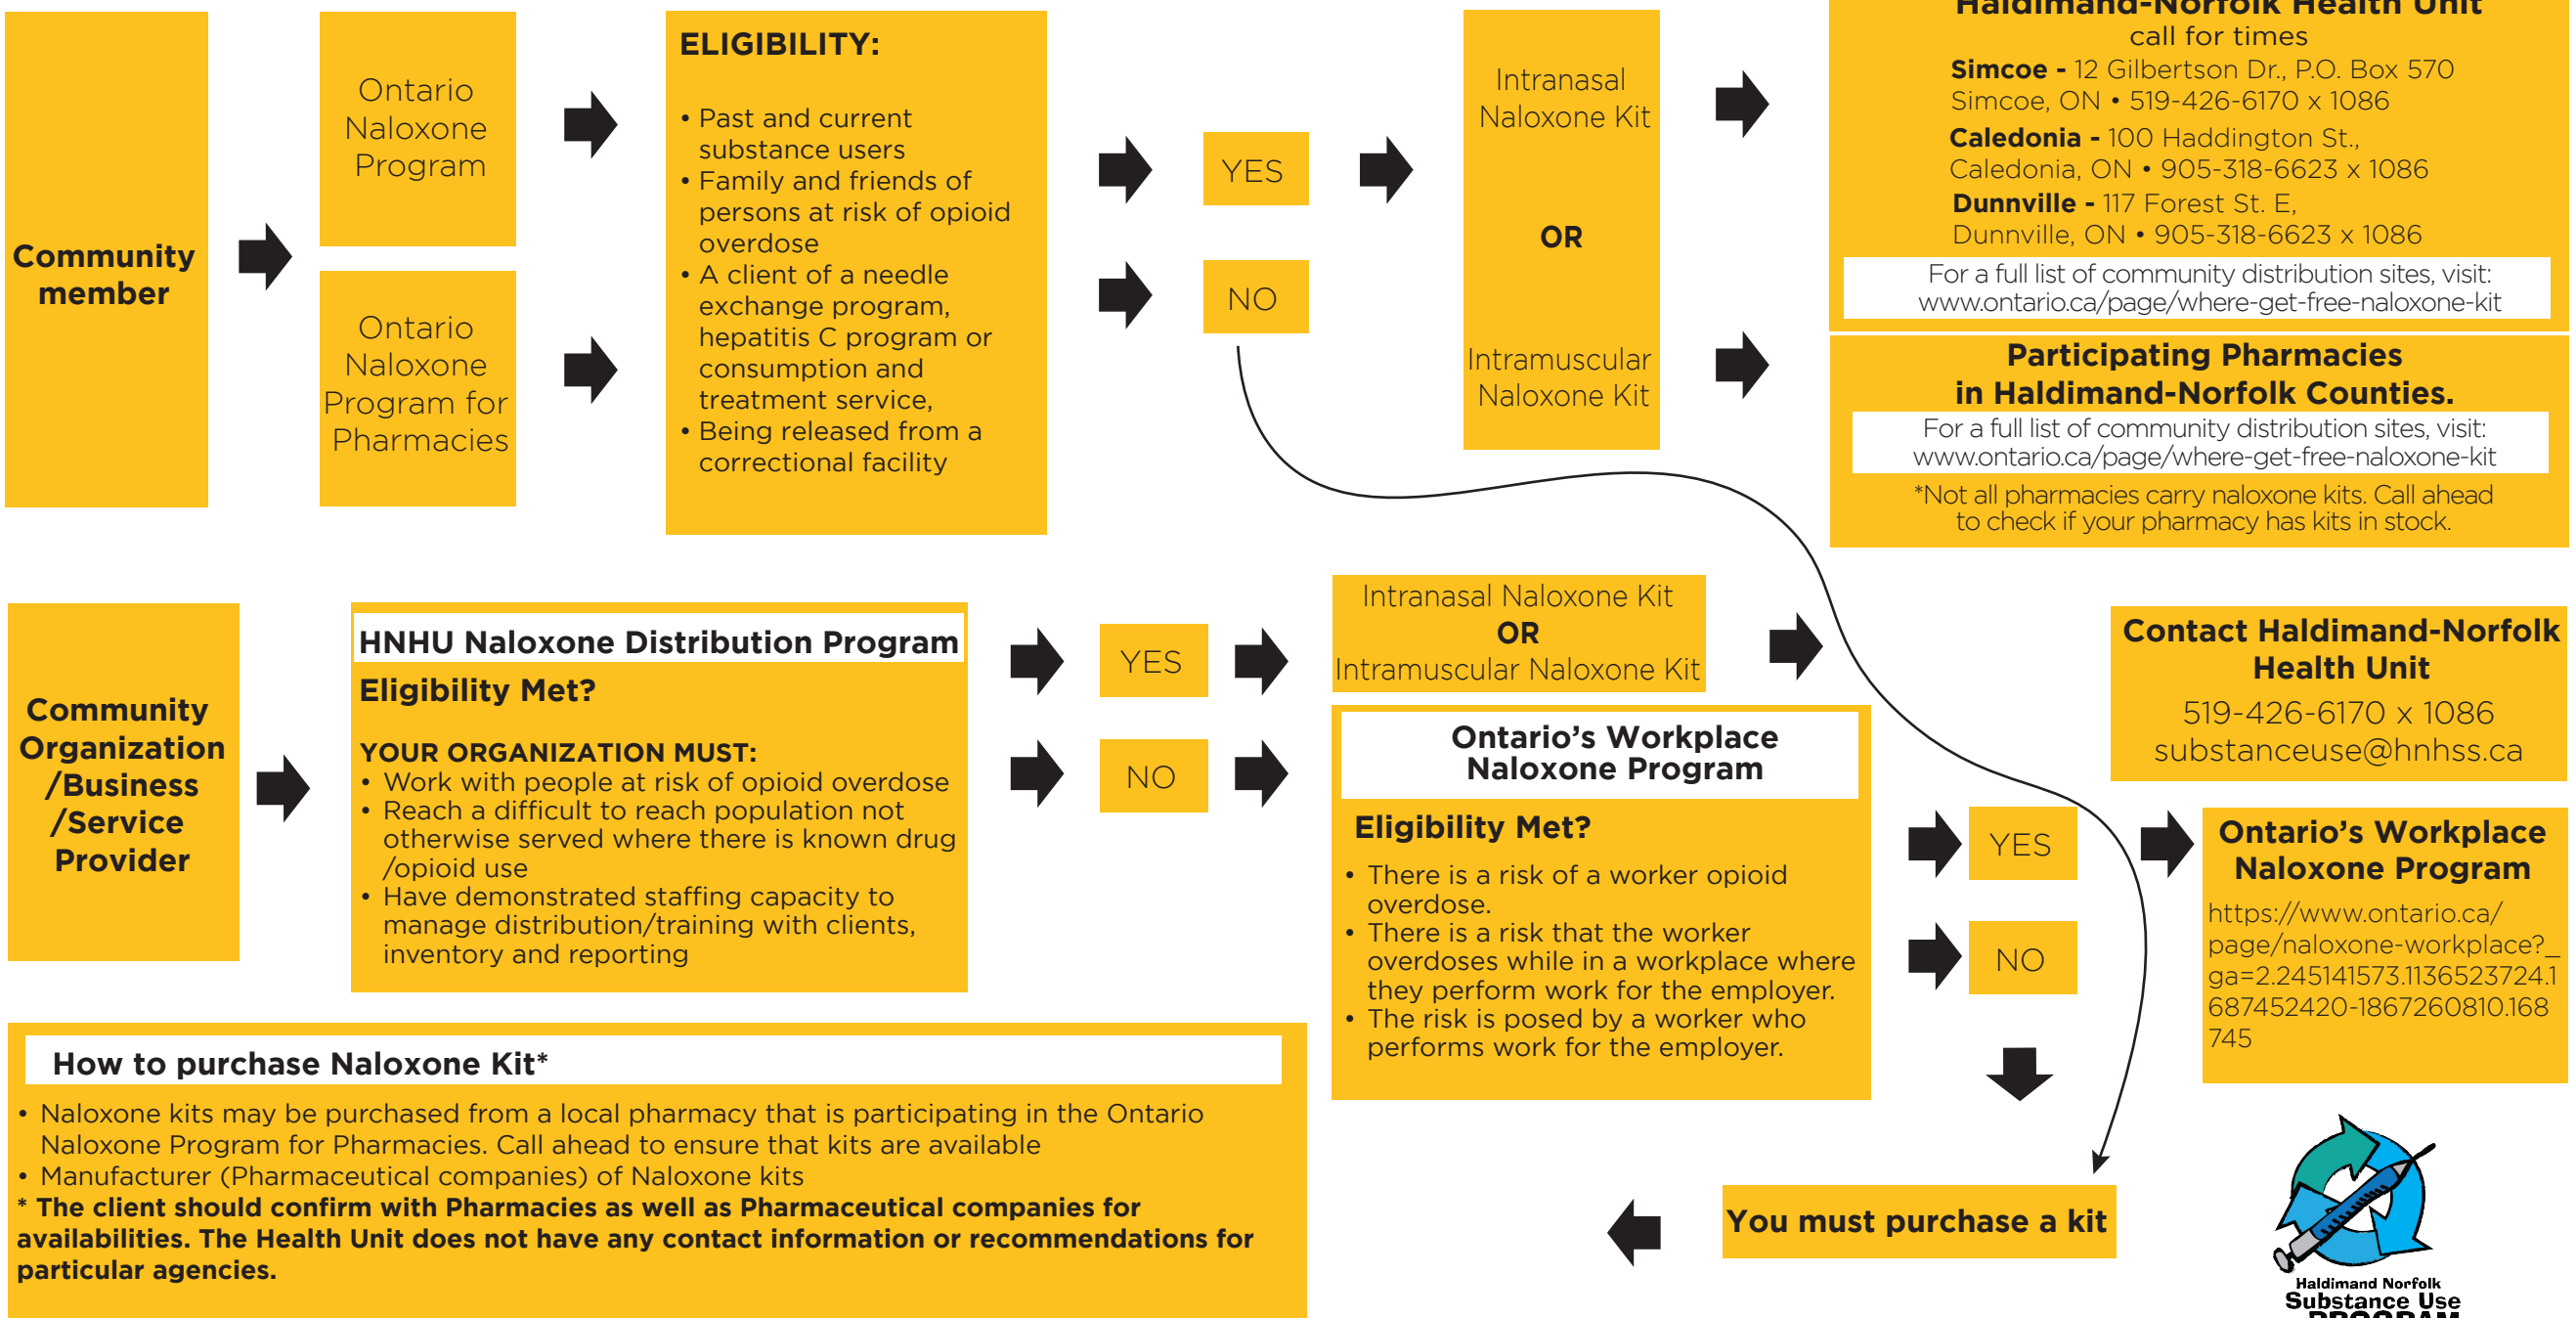 Community
member
Ontario
Naloxone
Program
Ontario
Naloxone
Program for
Pharmacies
ELIGIBILITY:
• Past and current
substance users
• Family and friends of
persons at risk of opioid
overdose
• A client of a needle
exchange program,
hepatitis C program or
consumption and
treatment service,
• Being released from a
correctional facility
YES
NO
Intranasal
Naloxone Kit
OR
Intramuscular
Naloxone Kit
Haldimand-Norfolk Health Unit
call for times
Simcoe - 12 Gilbertson Dr., P.O. Box 570
Simcoe, ON • 519-426-6170 x 1086
Caledonia - 100 Haddington St.,
Caledonia, ON • 905-318-6623 x 1086
Dunnville - 117 Forest St. E,
Dunnville, ON • 905-318-6623 x 1086
For a full list of community distribution sites, visit:
www.ontario.ca/page/where-get-free-naloxone-kit
Participating Pharmacies
in Haldimand-Norfolk Counties.
For a full list of community distribution sites, visit:
www.ontario.ca/page/where-get-free-naloxone-kit
*Not all pharmacies carry naloxone kits. Call ahead
to check if your pharmacy has kits in stock.
Community
Organization
/Business
/Service
Provider
HNHU Naloxone Distribution Program
Eligibility Met?
YOUR ORGANIZATION MUST:
• Work with people at risk of opioid overdose
• Reach a difficult to reach population not
otherwise served where there is known drug
/opioid use
• Have demonstrated staffing capacity to
manage distribution/training with clients,
inventory and reporting
YES
NO
Intranasal Naloxone Kit
OR
Intramuscular Naloxone Kit
Ontario's Workplace
Naloxone Program
Eligibility Met?
• There is a risk of a worker opioid
overdose.
• There is a risk that the worker
overdoses while in a workplace where
they perform work for the employer.
• The risk is posed by a worker who
performs work for the employer.
YES
NO
Contact Haldimand-Norfolk
Health Unit
519-426-6170 x 1086
substanceuse@hnhss.ca
Ontario's Workplace
Naloxone Program
https://www.ontario.ca/
page/naloxone-workplace?_
ga=2.245141573.1136523724.1
687452420-1867260810.168
745
You must purchase a kit
How to purchase Naloxone Kit*
• Naloxone kits may be purchased from a local pharmacy that is participating in the Ontario
Naloxone Program for Pharmacies. Call ahead to ensure that kits are available
• Manufacturer (Pharmaceutical companies) of Naloxone kits
* The client should confirm with Pharmacies as well as Pharmaceutical companies for
availabilities. The Health Unit does not have any contact information or recommendations for
particular agencies.
Haldimand Norfolk
Substance Use
PROGRAM